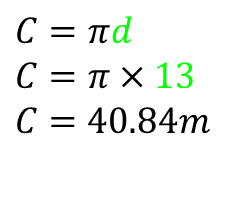 C = πd
C = π × 13
C = 40.84m